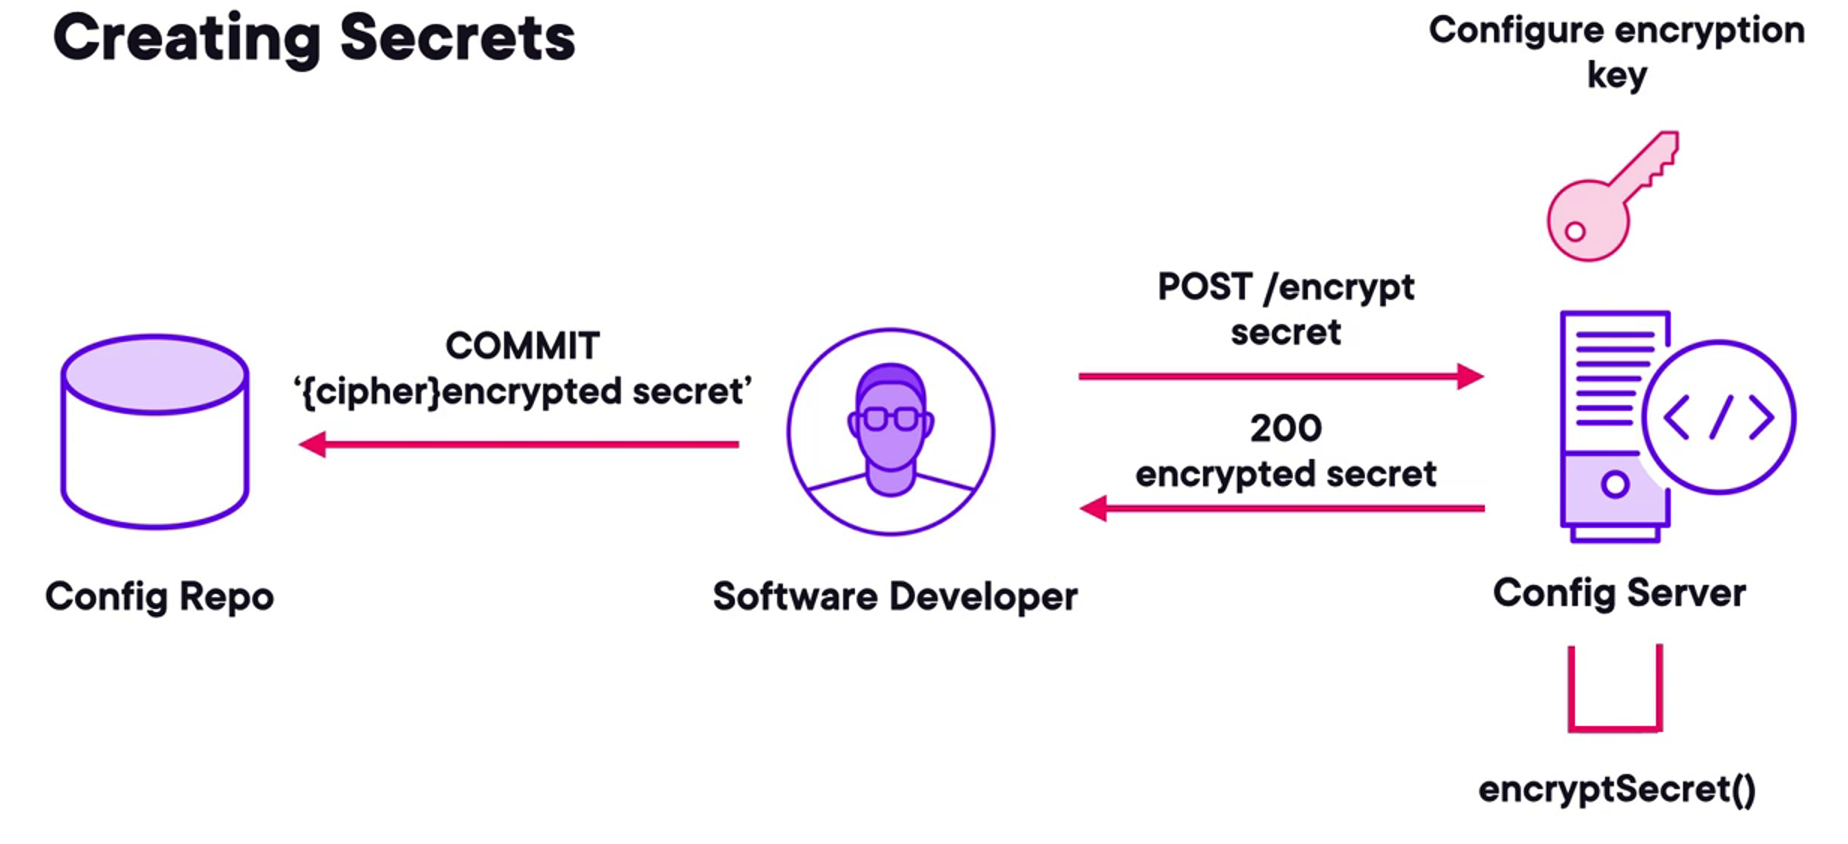 Creating Secrets
Configure encryption
key
POST /encrypt
secret
COMMIT
‘{cipher}encrypted secret’
200
encrypted secret
Config Repo
Software Developer
Config Server
encryptSecret()